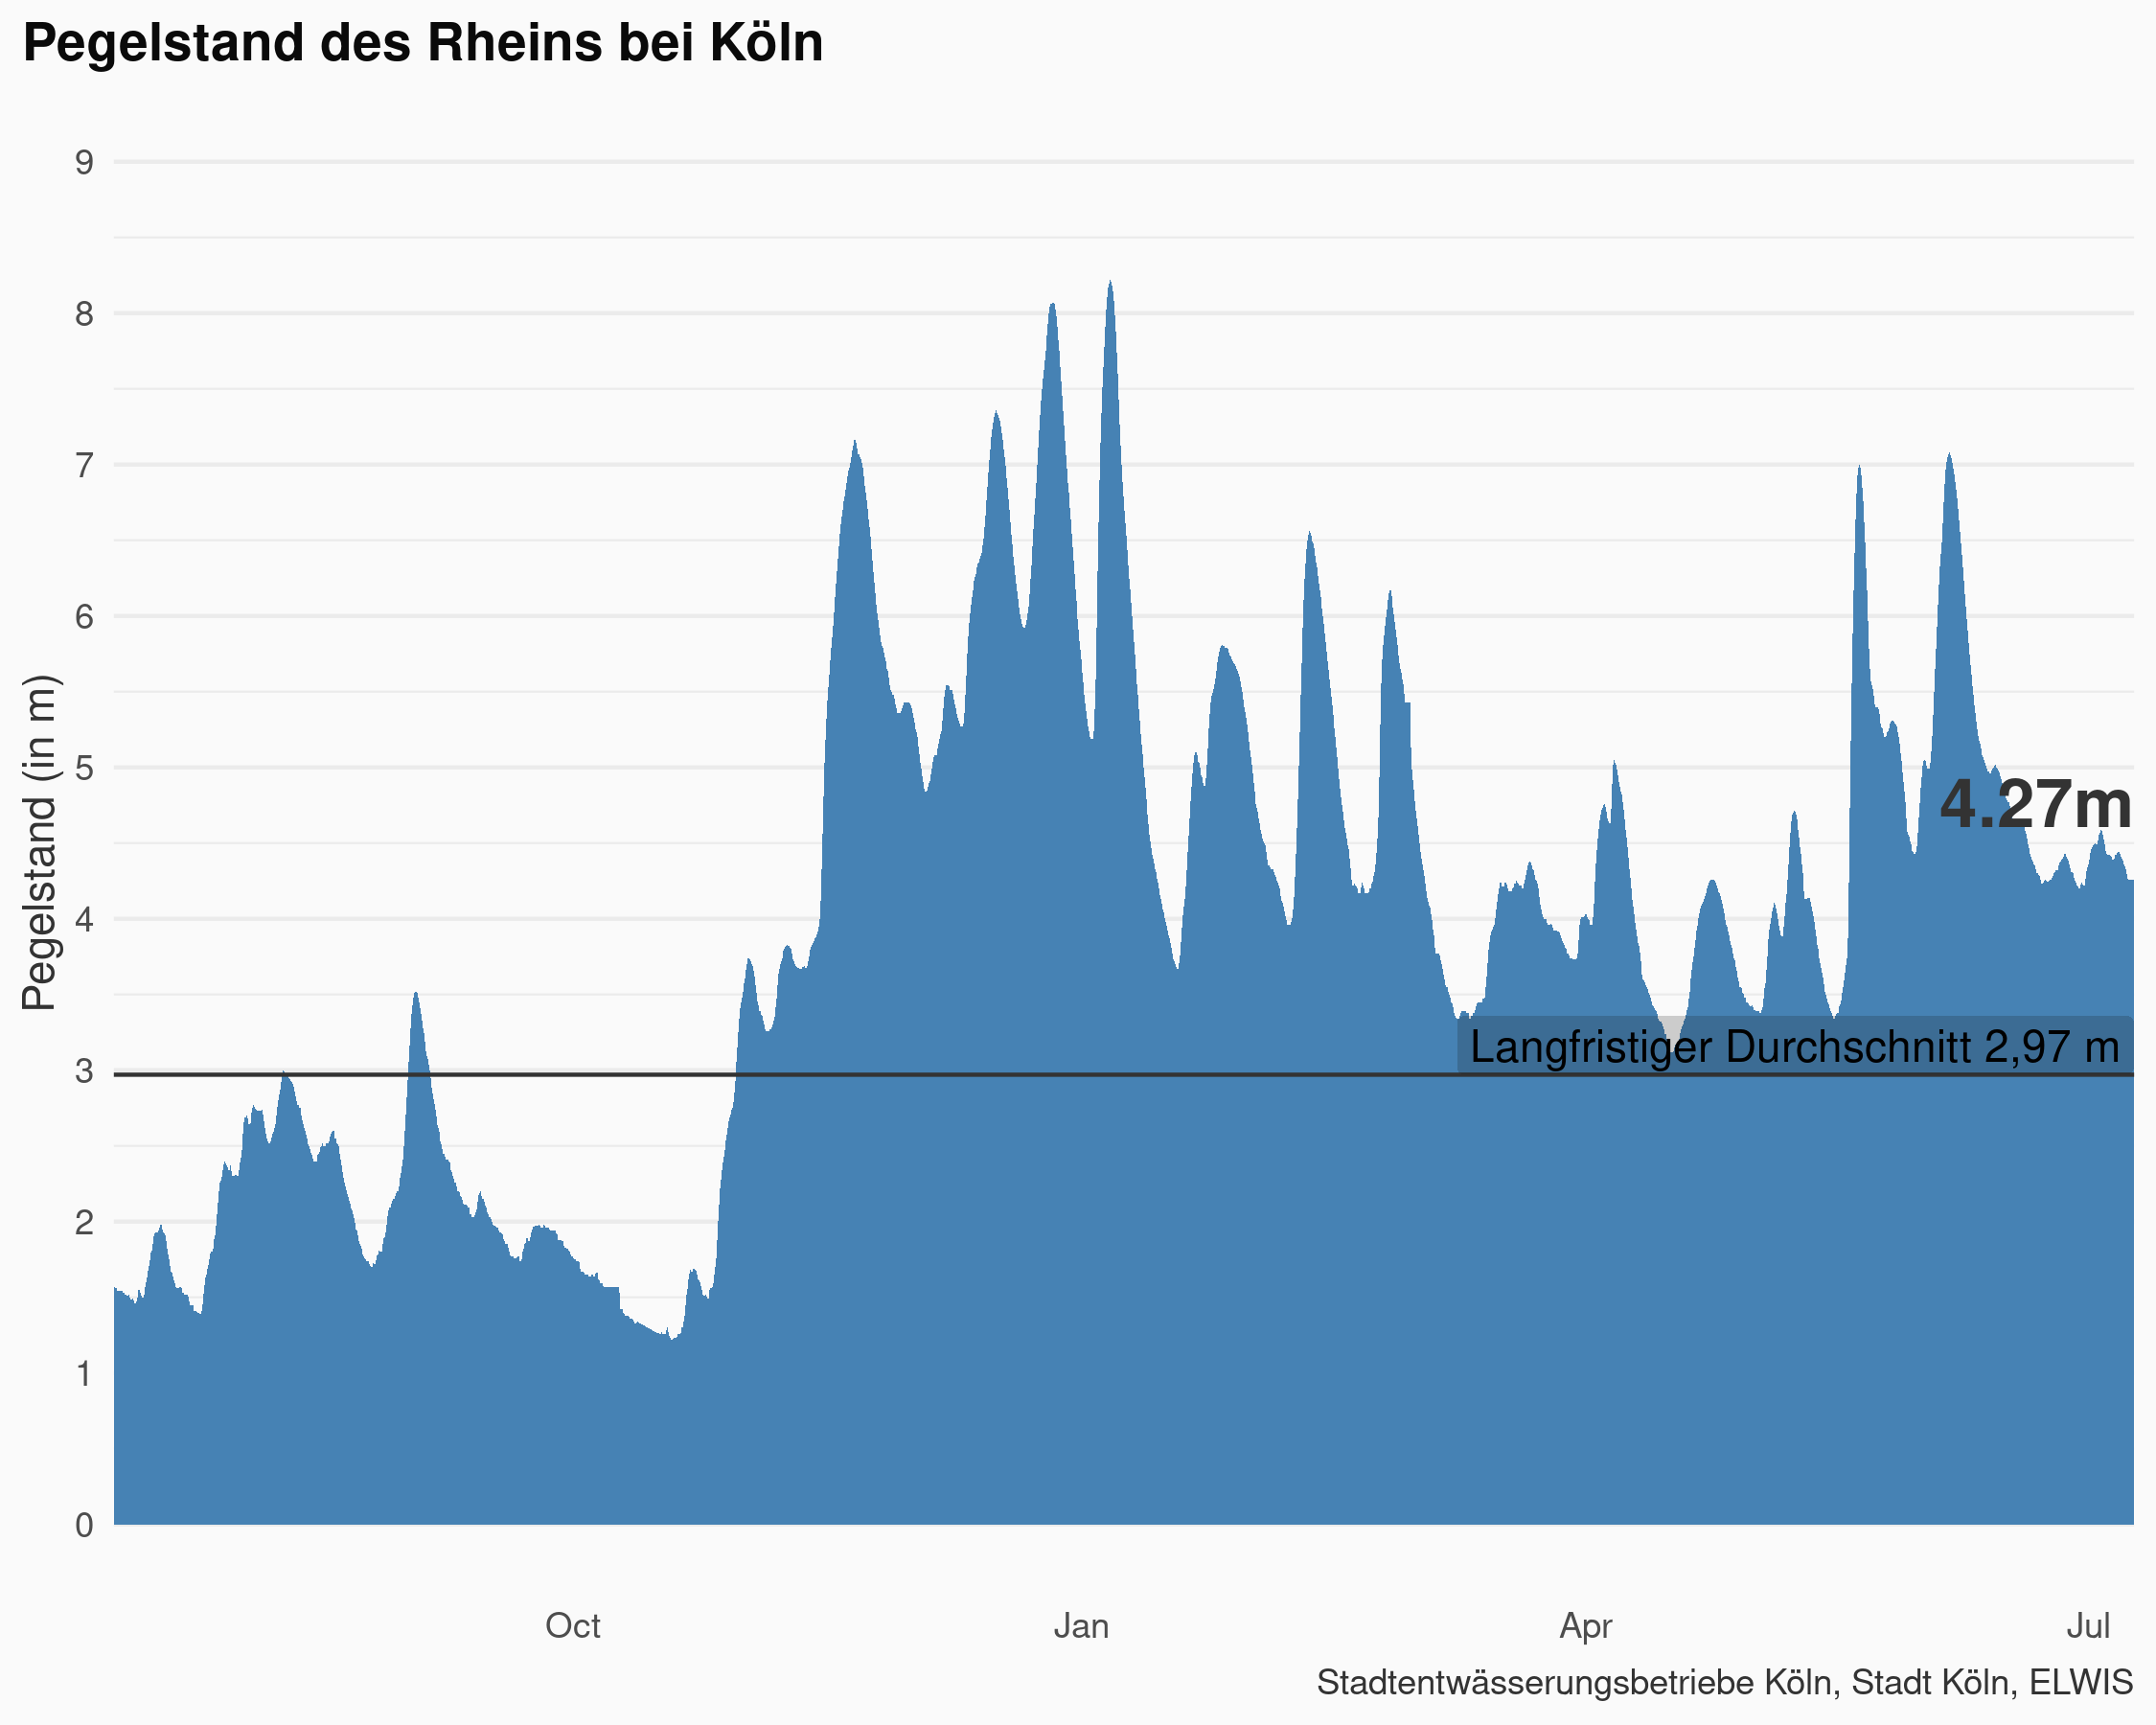 Pegelstand des Rheins bei Köln
Pegelstand (in m)
9
8
7
6
5
4
3
2
1
0
4.27m
Langfristiger Durchschnitt 2,97 m
Oct
Jan
Apr
Jul
Stadtentwässerungsbetriebe Köln, Stadt Köln, ELWIS